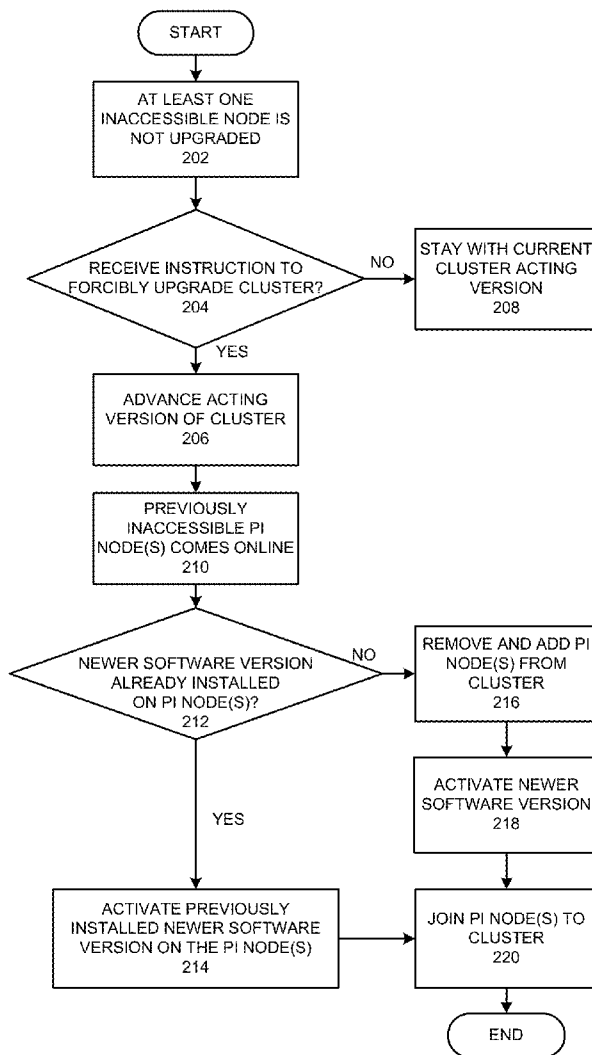 START
AT LEAST ONE
INACCESSIBLE NODE IS
NOT UPGRADED
202
RECEIVE INSTRUCTION TO
FORCIBLY UPGRADE CLUSTER?
204
NO
STAY WITH CURRENT
CLUSTER ACTING
VERSION
208
YES
ADVANCE ACTING
VERSION OF CLUSTER
206
PREVIOUSLY
INACCESSIBLE PI
NODE(S) COMES ONLINE
210
NEWER SOFTWARE VERSION
ALREADY INSTALLED
ON PI NODE(S)?
212
NO
REMOVE AND ADD PI
NODE(S) FROM
CLUSTER
216
ACTIVATE NEWER
SOFTWARE VERSION
218
YES
ACTIVATE PREVIOUSLY
INSTALLED NEWER SOFTWARE
VERSION ON THE PI NODE(S)
214
JOIN PI NODE(S) TO
CLUSTER
220
END